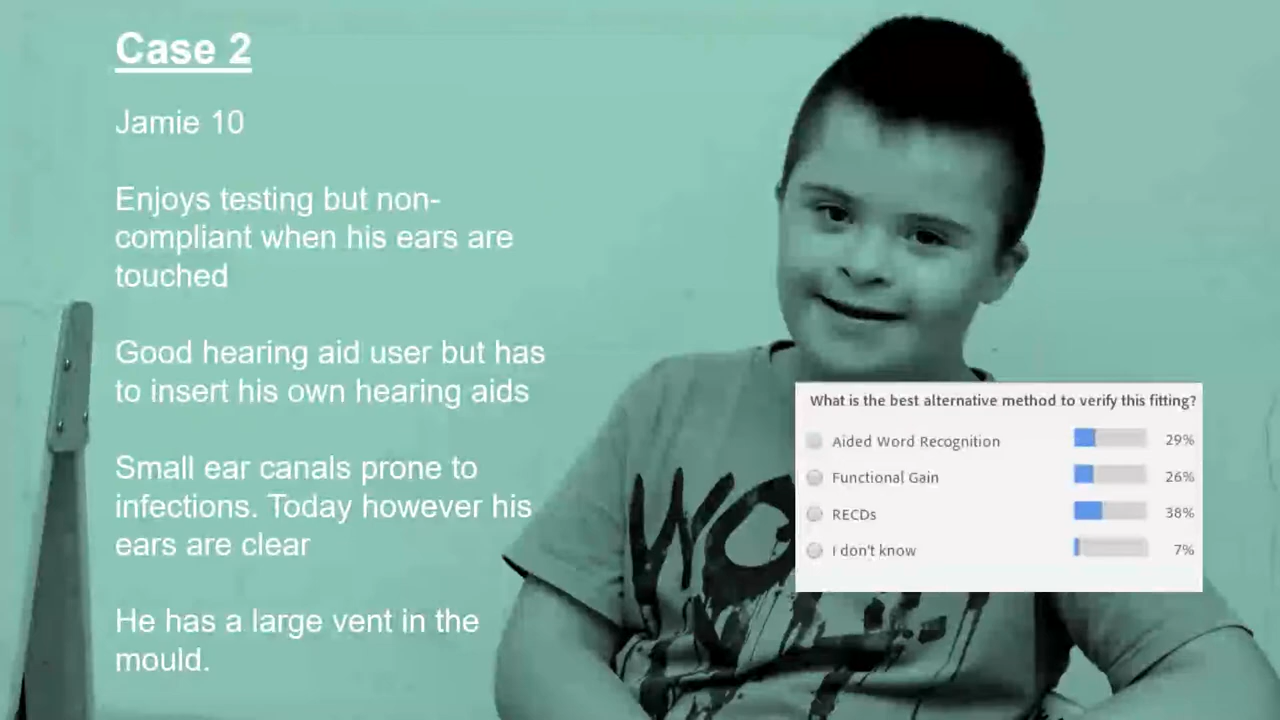 Case 2
Jamie 10
Enjoys testing but non-
compliant when his ears are
touched
Good hearing aid user but has
to insert his own hearing aids
Small ear canals prone to
infections. Today however his
ears are clear
He has a large vent in the
mould.
What is the best alternative method to verify this fitting?
Aided Word Recognition 29%
Functional Gain 26%
RECDs 38%
I don't know 7%